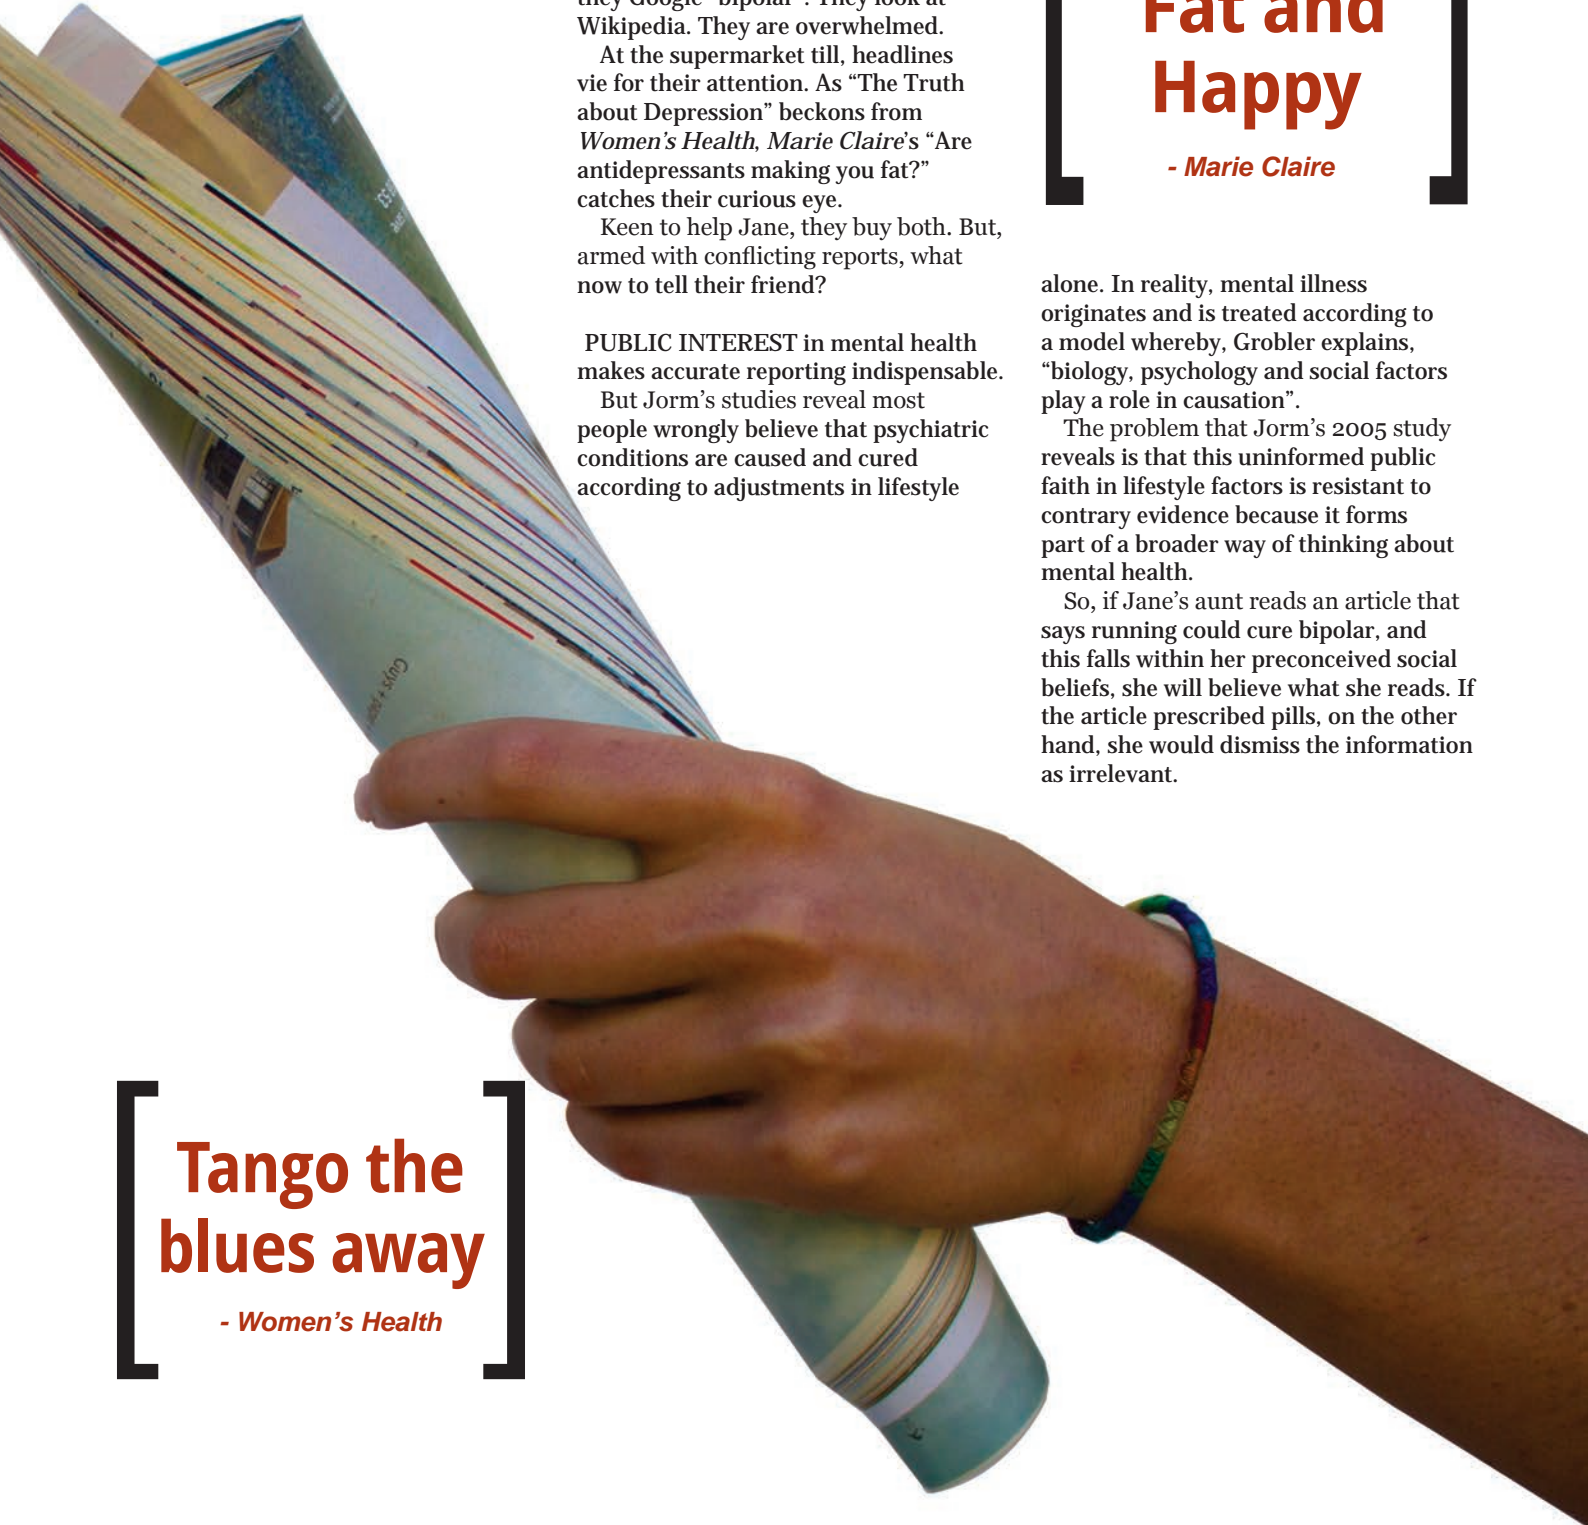 they Google “bipolar”. They look at
Wikipedia. They are overwhelmed.
At the supermarket till, headlines
vie for their attention. As “The Truth
about Depression” beckons from
Women’s Health, Marie Claire’s “Are
antidepressants making you fat?”
catches their curious eye.
Keen to help Jane, they buy both. But,
armed with conflicting reports, what
now to tell their friend?
PUBLIC INTEREST in mental health
makes accurate reporting indispensable.
But Jorm’s studies reveal most
people wrongly believe that psychiatric
conditions are caused and cured
according to adjustments in lifestyle
Fat and
Happy
- Marie Claire
alone. In reality, mental illness
originates and is treated according to
a model whereby, Grobler explains,
“biology, psychology and social factors
play a role in causation”.
The problem that Jorm’s 2005 study
reveals is that this uninformed public
faith in lifestyle factors is resistant to
contrary evidence because it forms
part of a broader way of thinking about
mental health.
So, if Jane’s aunt reads an article that
says running could cure bipolar, and
this falls within her preconceived social
beliefs, she will believe what she reads. If
the article prescribed pills, on the other
hand, she would dismiss the information
as irrelevant.
Guys +
Tango the
blues away
- Women’s Health